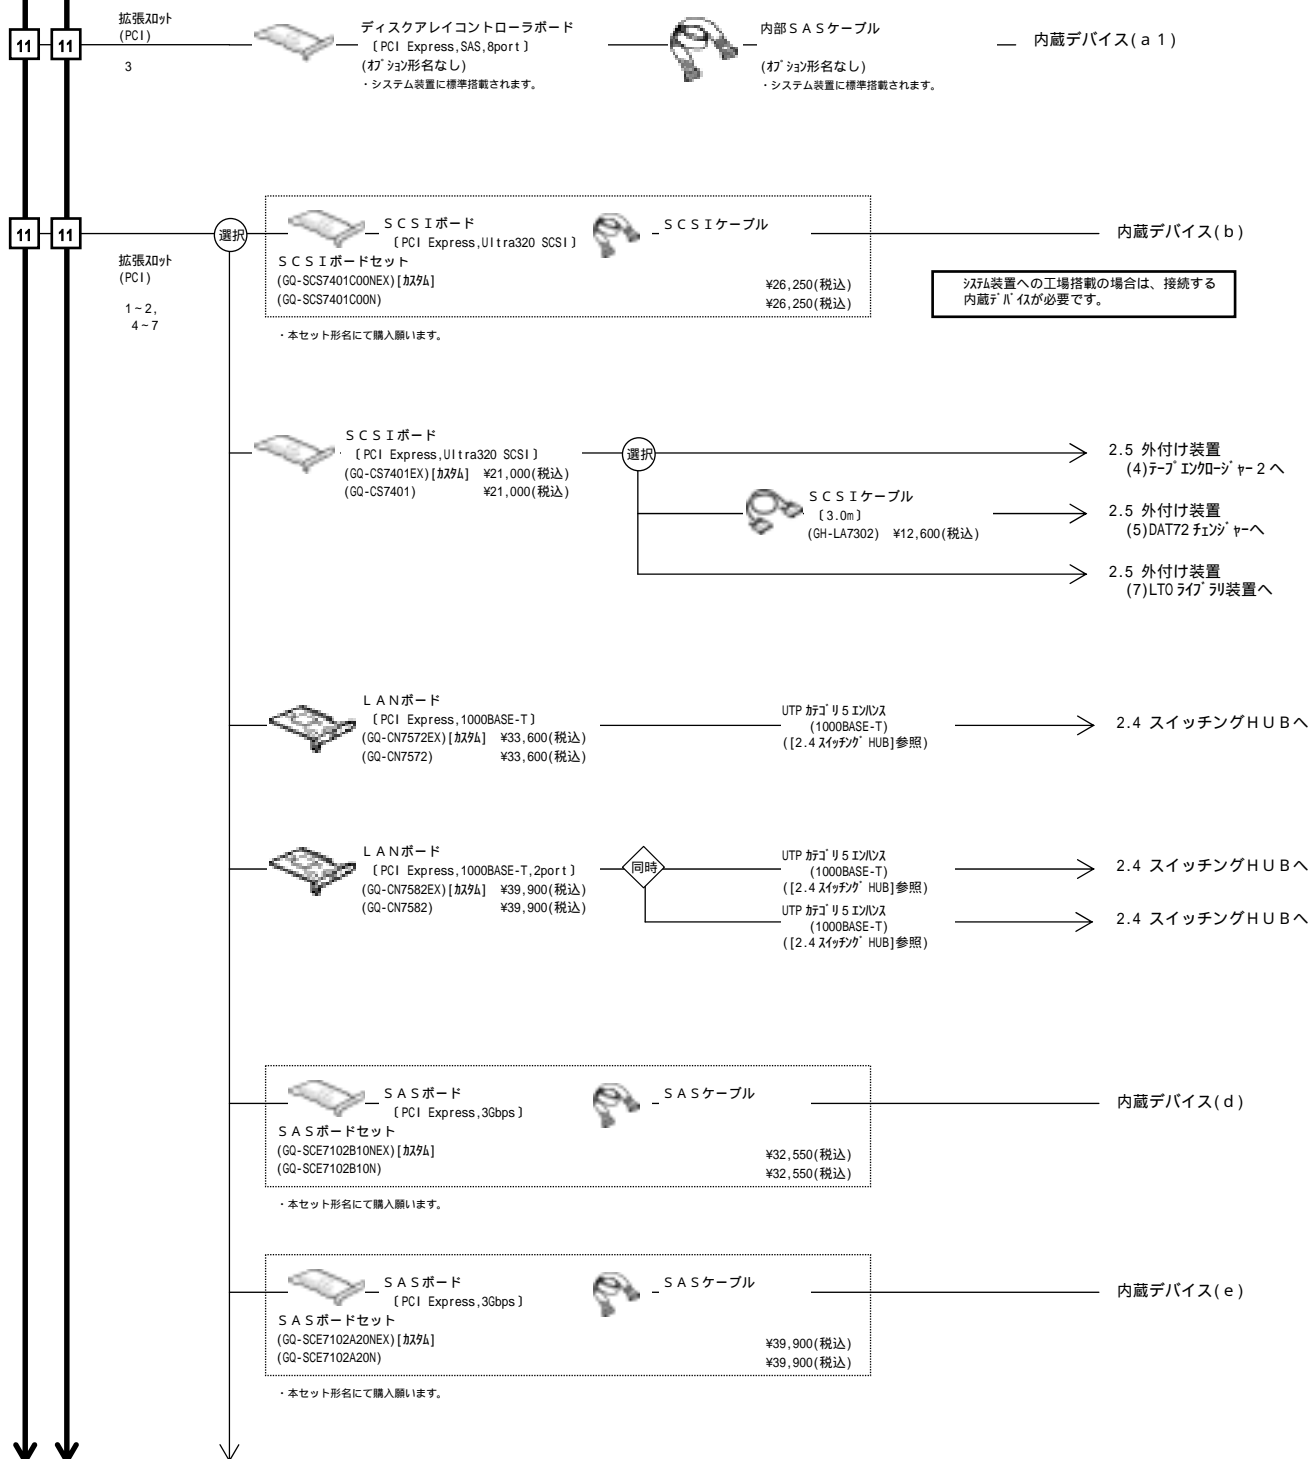 拡張スロット
(PCI)
3
11 11
ディスクアレイコントローラボード
〔PCI Express,SAS,8port〕
(オプション形名なし)
・システム装置に標準搭載されます。
内部ＳＡＳケーブル
(オプション形名なし)
・システム装置に標準搭載されます。
内蔵デバイス(a1)
11 11
拡張スロット
(PCI)
1~2,
4~7
選択
ＳＣＳＩボード
〔PCI Express,Ultra320 SCSI〕
ＳＣＳＩケーブル
ＳＣＳＩボードセット
(GQ-SCS7401C00NEX)[カスタム] ¥26,250(税込)
(GQ-SCS7401C00N) ¥26,250(税込)
・本セット形名にて購入願います。
内蔵デバイス(b)
システム装置への工場搭載の場合は、接続する
内蔵デバイスが必要です。
ＳＣＳＩボード
〔PCI Express,Ultra320 SCSI〕
(GQ-CS7401EX)[カスタム] ¥21,000(税込)
(GQ-CS7401) ¥21,000(税込)
選択
2.5 外付け装置
(4)テープエンクロージャー2へ
ＳＣＳＩケーブル
〔3.0m〕
(GH-LA7302) ¥12,600(税込)
2.5 外付け装置
(5)DAT72チェンジャーへ
2.5 外付け装置
(7)LTOライブラリ装置へ
ＬＡＮボード
〔PCI Express,1000BASE-T〕
(GQ-CN7572EX)[カスタム] ¥33,600(税込)
(GQ-CN7572) ¥33,600(税込)
UTPカテゴリ5エンハンス
(1000BASE-T)
([2.4スイッチングHUB]参照)
2.4 スイッチングＨＵＢへ
ＬＡＮボード
〔PCI Express,1000BASE-T,2port〕
(GQ-CN7582EX)[カスタム] ¥39,900(税込)
(GQ-CN7582) ¥39,900(税込)
同時
UTPカテゴリ5エンハンス
(1000BASE-T)
([2.4スイッチングHUB]参照)
2.4 スイッチングＨＵＢへ
UTPカテゴリ5エンハンス
(1000BASE-T)
([2.4スイッチングHUB]参照)
2.4 スイッチングＨＵＢへ
ＳＡＳボード
〔PCI Express,3Gbps〕
ＳＡＳケーブル
ＳＡＳボードセット
(GQ-SCE7102B10NEX)[カスタム] ¥32,550(税込)
(GQ-SCE7102B10N) ¥32,550(税込)
・本セット形名にて購入願います。
内蔵デバイス(d)
ＳＡＳボード
〔PCI Express,3Gbps〕
ＳＡＳケーブル
ＳＡＳボードセット
(GQ-SCE7102A20NEX)[カスタム] ¥39,900(税込)
(GQ-SCE7102A20N) ¥39,900(税込)
・本セット形名にて購入願います。
内蔵デバイス(e)